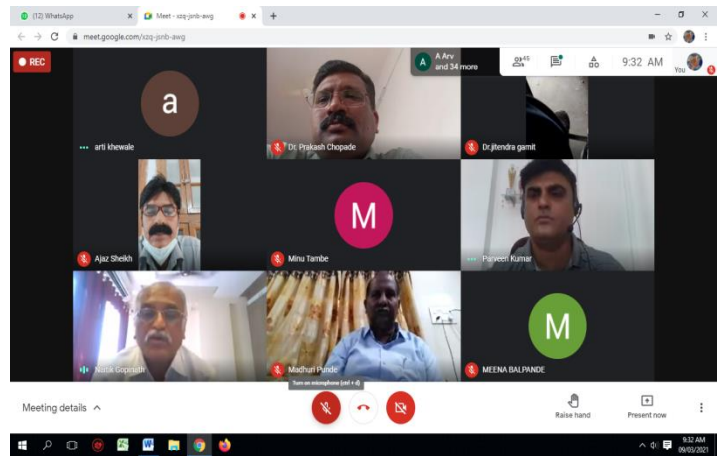 (12) WhatsApp
Meet - xzq-jsnb-awg
meet.google.com/xzq-jsnb-awg
REC
A
A Arv
and 34 more
45
9:32 AM
You
a
arti khewale
Dr. Prakash Chopade
Dr.jitendra gamit
Ajaz Sheikh
M
Minu Tambe
Parveen Kumar
Naik Gopinath
Madhuri Punde
M
MEENA BALPANDE
Turn on microphone (ctrl + d)
Meeting details
Raise hand
Present now
9:32 AM
09/03/2021